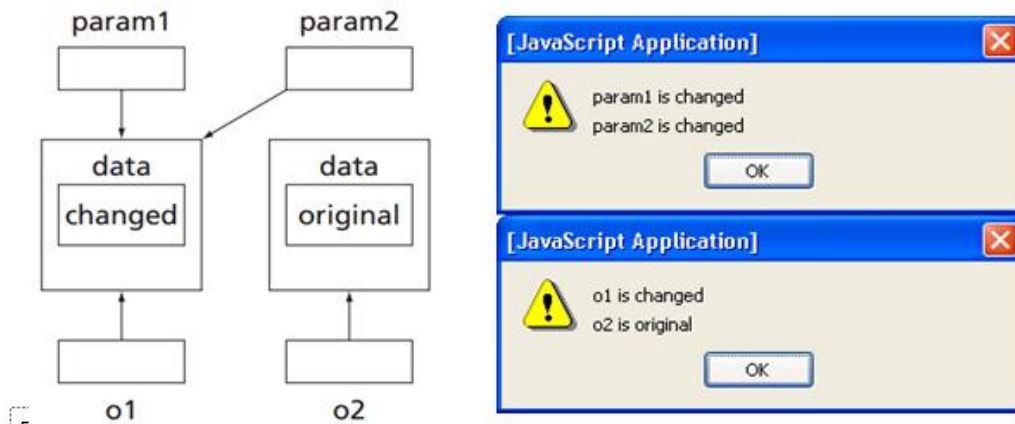 param1
param2
data
data
changed
original
o1
o2
[JavaScript Application]
param1 is changed
param2 is changed
OK
[JavaScript Application]
o1 is changed
o2 is original
OK